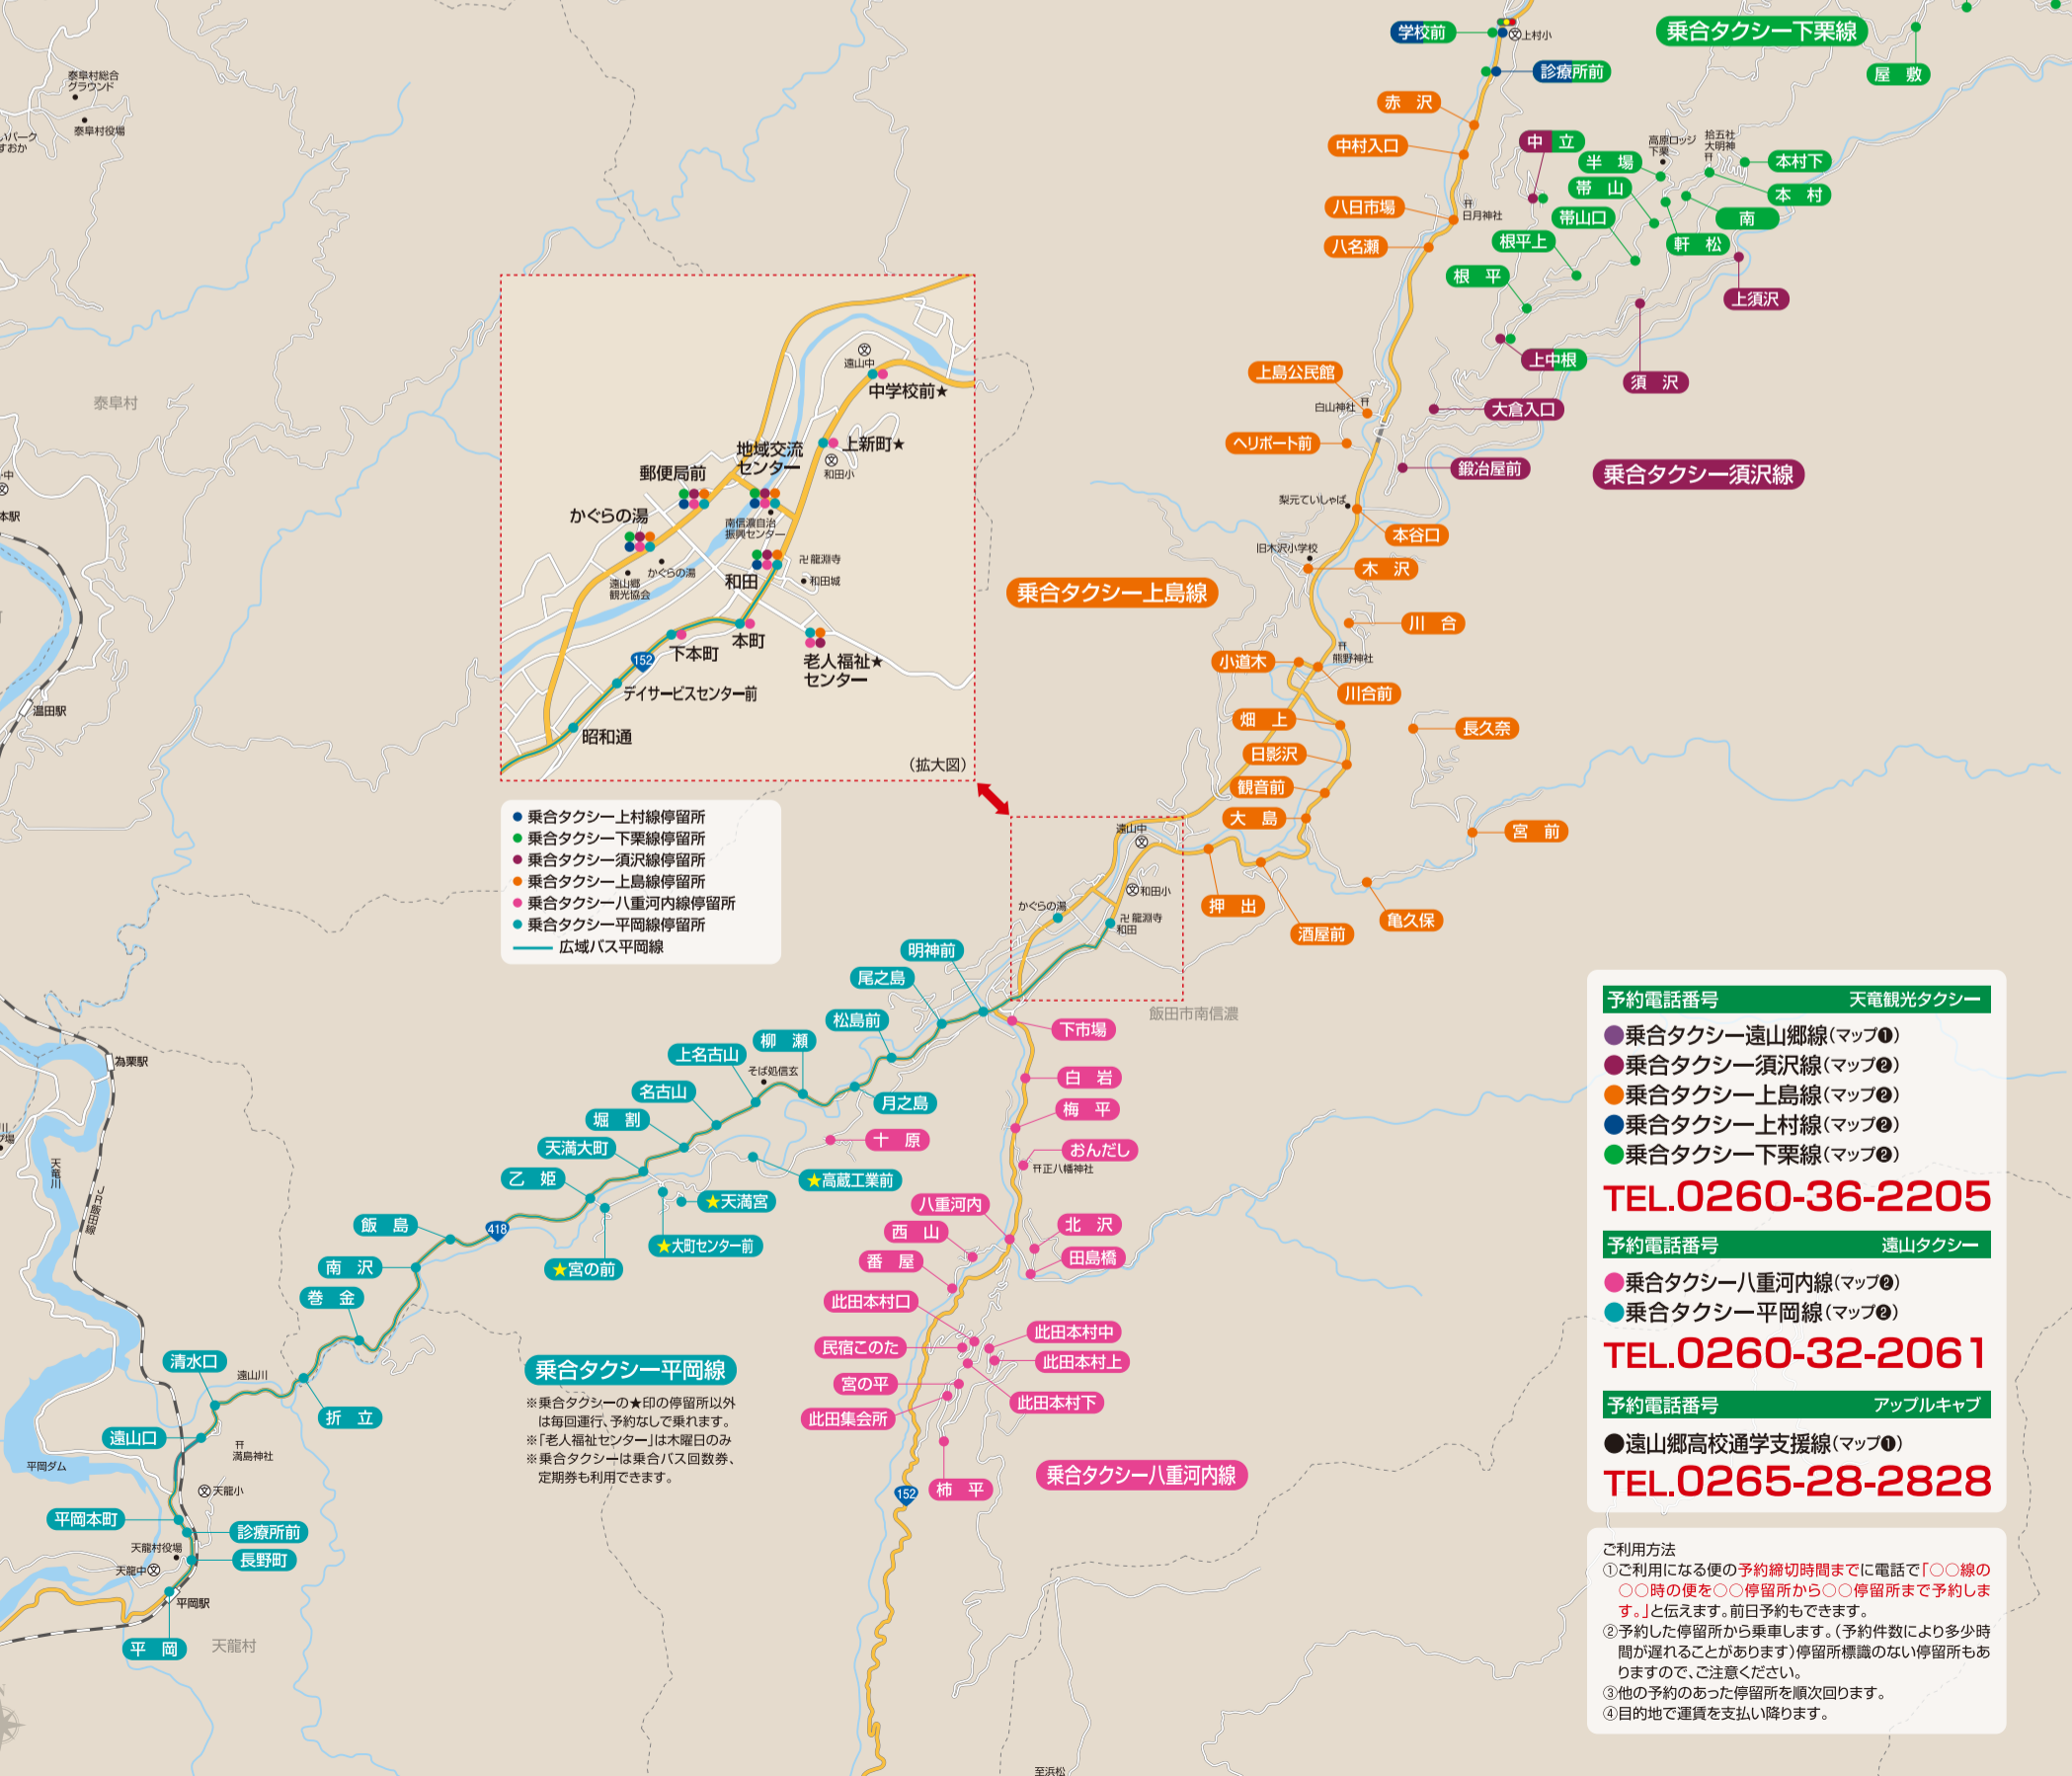 学校前
上村小
乗合タクシー下栗線
屋 敷
診療所前
泰阜村総合
グラウンド
泰阜村役場
いパーク
すおか
赤 沢
中村入口
中 立
半 場
高原ロッジ
下栗
拾五社
大明神
本村下
帯 山
本 村
八日市場
日月神社
帯山口
南
八名瀬
根平上
軒 松
根 平
上須沢
上中根
須 沢
上島公民館
白山神社
大倉入口
ヘリポート前
鍛冶屋前
乗合タクシー須沢線
梨元ていしゃば
本谷口
旧木沢小学校
木 沢
乗合タクシー上島線
川 合
熊野神社
小道木
川合前
畑 上
長久奈
日影沢
観音前
大 島
宮 前
押 出
酒屋前
亀久保
泰阜村
中
本駅
温田駅
遠山中
中学校前★
上新町★
和田小
地域交流
センター
郵便局前
かぐらの湯
南信濃自治
振興センター
かぐらの湯
遠山郷
観光協会
龍淵寺
和田城
和田
本町
下本町
老人福祉★
センター
152
デイサービスセンター前
昭和通
(拡大図)
乗合タクシー上村線停留所
乗合タクシー下栗線停留所
乗合タクシー須沢線停留所
乗合タクシー上島線停留所
乗合タクシー八重河内線停留所
乗合タクシー平岡線停留所
広域バス平岡線
遠山中
和田小
かぐらの湯
龍淵寺
和田
飯田市南信濃
明神前
尾之島
松島前
柳 瀬
上名古山
そば処信玄
名古山
月之島
堀 割
天満大町
乙 姫
★高蔵工業前
★天満宮
★大町センター前
★宮の前
飯 島
418
南 沢
巻 金
清水口
遠山川
折 立
遠山口
満島神社
平岡ダム
天龍小
平岡本町
診療所前
天龍村役場
長野町
天龍中
平岡駅
平 岡
天龍村
為栗駅
天竜川
JR飯田線
下市場
白 岩
梅 平
おんだし
正八幡神社
十 原
八重河内
西 山
北 沢
番 屋
田島橋
此田本村口
民宿このた
此田本村中
此田本村上
宮の平
此田本村下
此田集会所
柿 平
乗合タクシー八重河内線
152
至浜松
乗合タクシー平岡線
※乗合タクシーの★印の停留所以外
は毎回運行、予約なしで乗れます。
※「老人福祉センター」は木曜日のみ
※乗合タクシーは乗合バス回数券、
定期券も利用できます。
予約電話番号 天竜観光タクシー
●乗合タクシー遠山郷線(マップ❶)
●乗合タクシー須沢線(マップ❷)
●乗合タクシー上島線(マップ❷)
●乗合タクシー上村線(マップ❷)
●乗合タクシー下栗線(マップ❷)
TEL.0260-36-2205
予約電話番号 遠山タクシー
●乗合タクシー八重河内線(マップ❷)
●乗合タクシー平岡線(マップ❷)
TEL.0260-32-2061
予約電話番号 アップルキャブ
●遠山郷高校通学支援線(マップ❶)
TEL.0265-28-2828
ご利用方法
①ご利用になる便の予約締切時間までに電話で「○○線の
○○時の便を○○停留所から○○停留所まで予約しま
す。」と伝えます。前日予約もできます。
②予約した停留所から乗車します。(予約件数により多少時
間が遅れることがあります)停留所標識のない停留所もあ
りますので、ご注意ください。
③他の予約のあった停留所を順次回ります。
④目的地で運賃を支払い降ります。